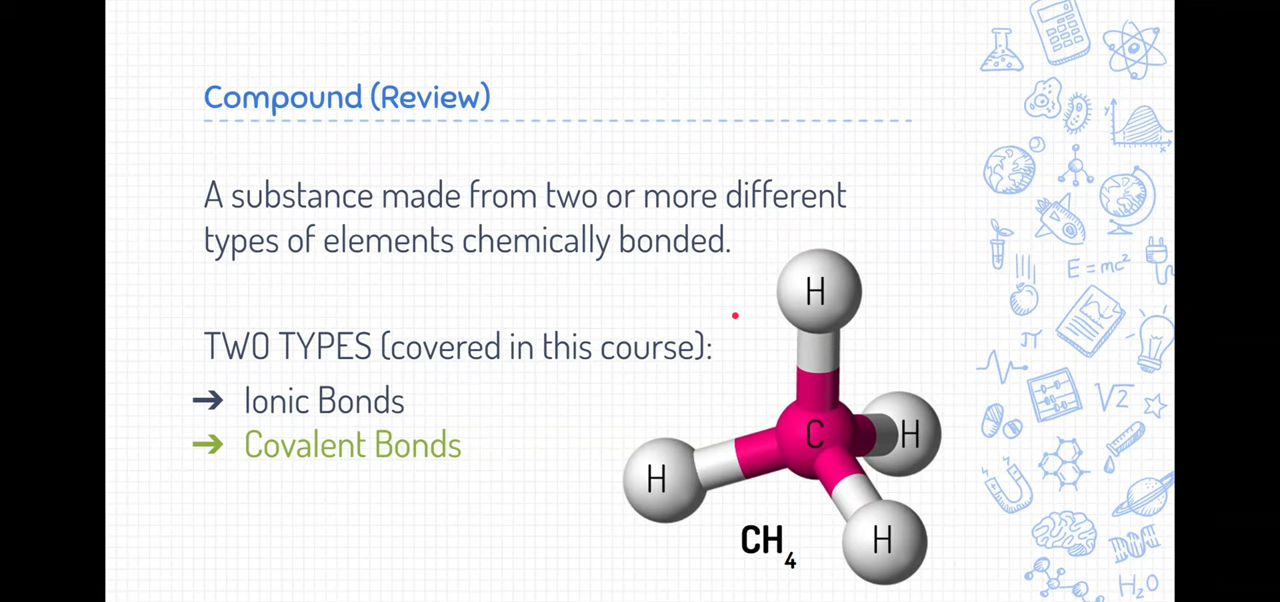 Compound (Review)
A substance made from two or more different
types of elements chemically bonded.
TWO TYPES (covered in this course):
➔ Ionic Bonds
➔ Covalent Bonds
H
C
H
H
H
CH₄
E=mc²
π
√2
H₂O
y
x